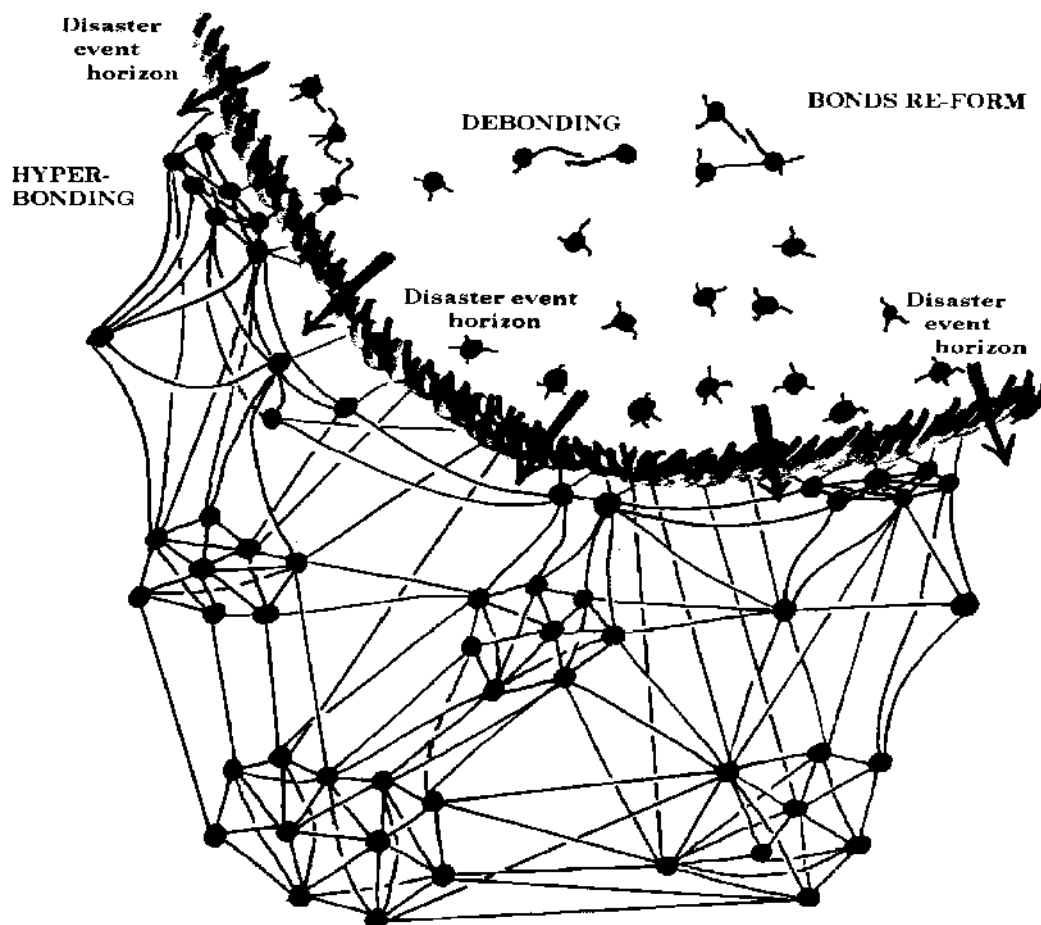 Disaster
event
horizon
BONDS RE-FORM
DEBONDING
HYPER-
BONDING
Disaster event
horizon
Disaster
event
horizon